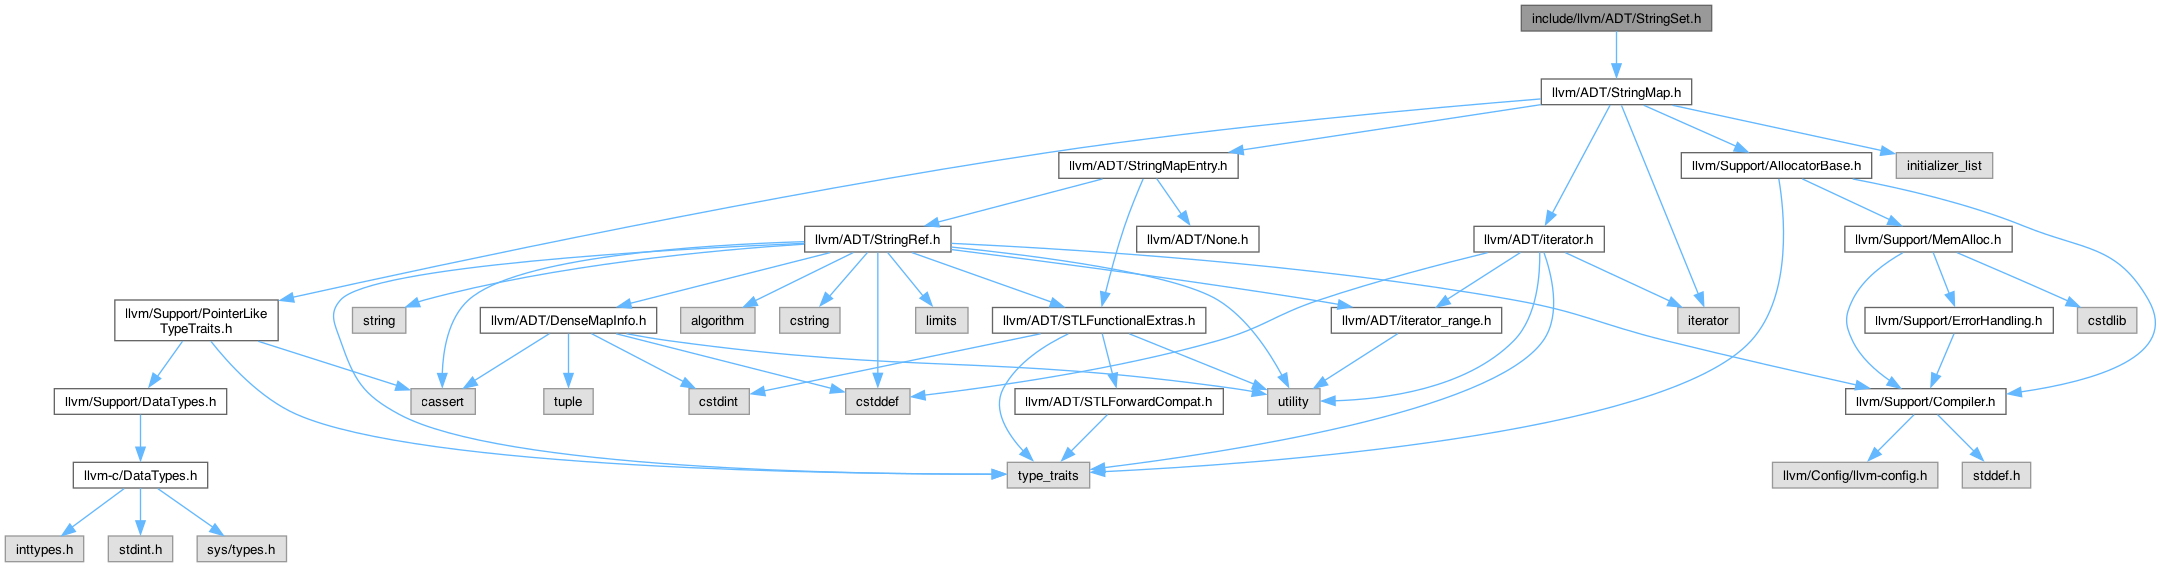 include/llvm/ADT/StringSet.h
llvm/ADT/StringMap.h
llvm/ADT/StringMapEntry.h
llvm/Support/AllocatorBase.h
initializer_list
llvm/ADT/StringRef.h
llvm/ADT/None.h
llvm/ADT/iterator.h
llvm/Support/MemAlloc.h
llvm/Support/PointerLike
TypeTraits.h
string
llvm/ADT/DenseMapInfo.h
algorithm
cstring
limits
llvm/ADT/STLFunctionalExtras.h
llvm/ADT/iterator_range.h
iterator
llvm/Support/ErrorHandling.h
cstdlib
llvm/Support/DataTypes.h
cassert
tuple
cstdint
cstddef
llvm/ADT/STLForwardCompat.h
utility
llvm/Support/Compiler.h
llvm-c/DataTypes.h
type_traits
llvm/Config/llvm-config.h
stddef.h
inttypes.h
stdint.h
sys/types.h